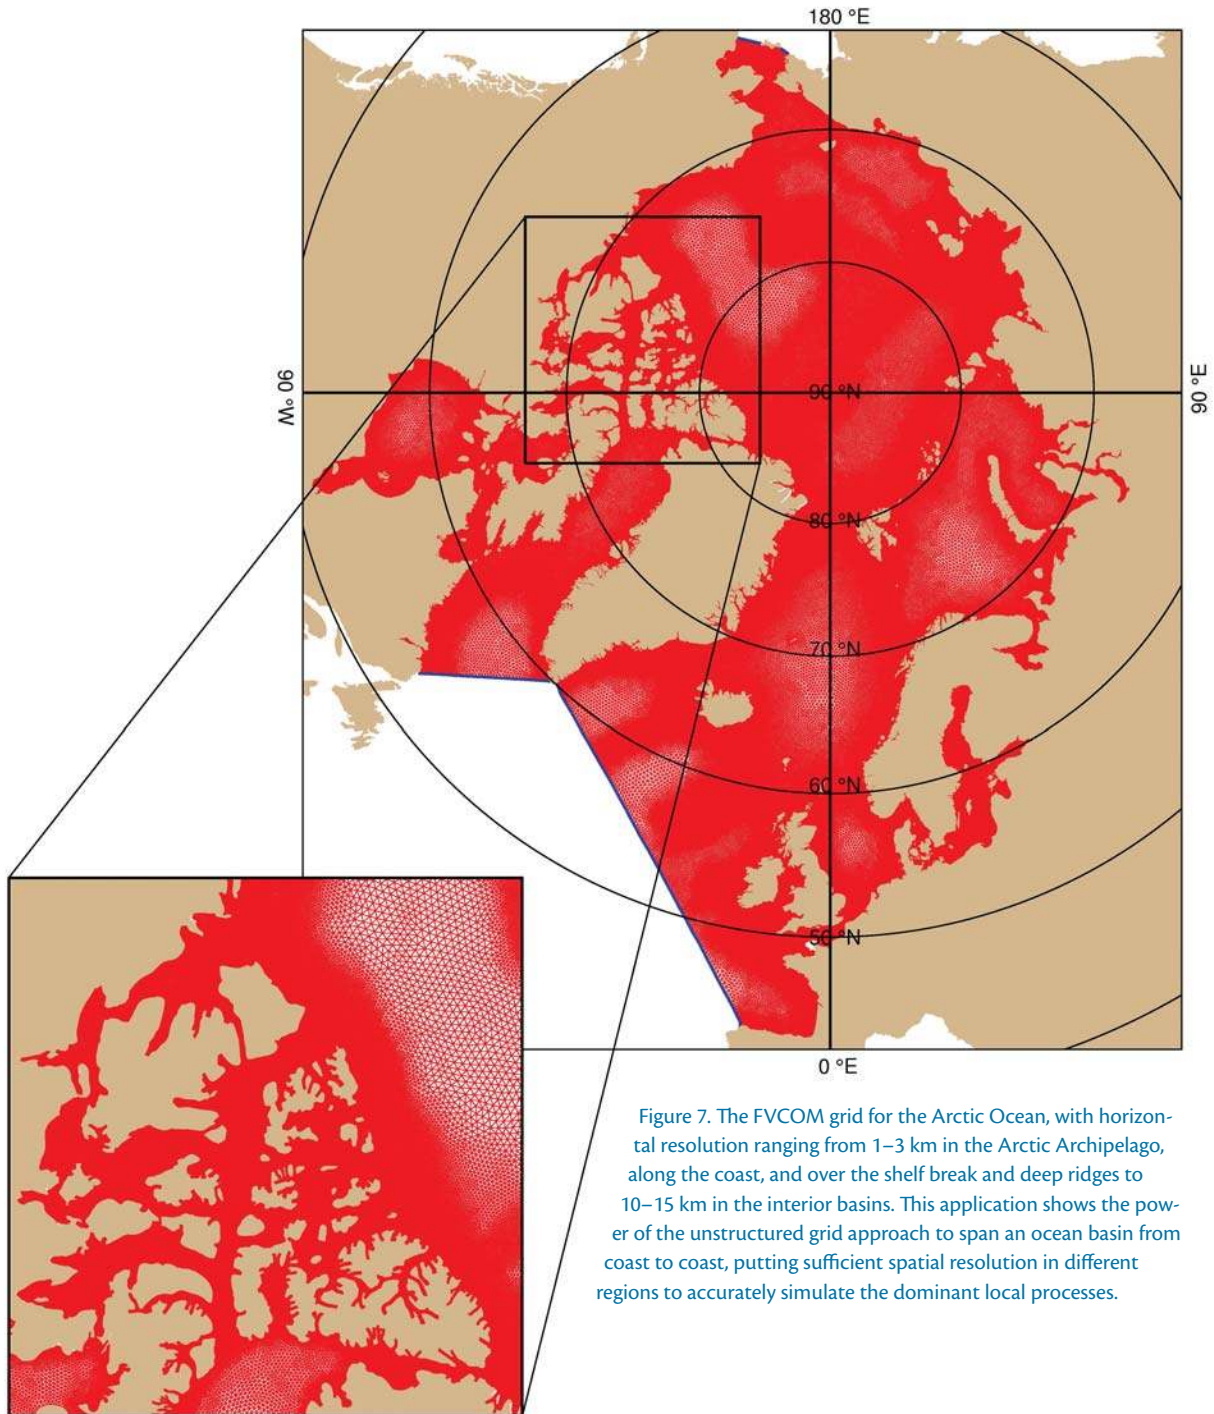 180 °E
90 °W
90 °E
90 °N
80 °N
70 °N
60 °N
50 °N
0 °E
Figure 7. The FVCOM grid for the Arctic Ocean, with horizon-
tal resolution ranging from 1–3 km in the Arctic Archipelago,
along the coast, and over the shelf break and deep ridges to
10–15 km in the interior basins. This application shows the pow-
er of the unstructured grid approach to span an ocean basin from
coast to coast, putting sufficient spatial resolution in different
regions to accurately simulate the dominant local processes.